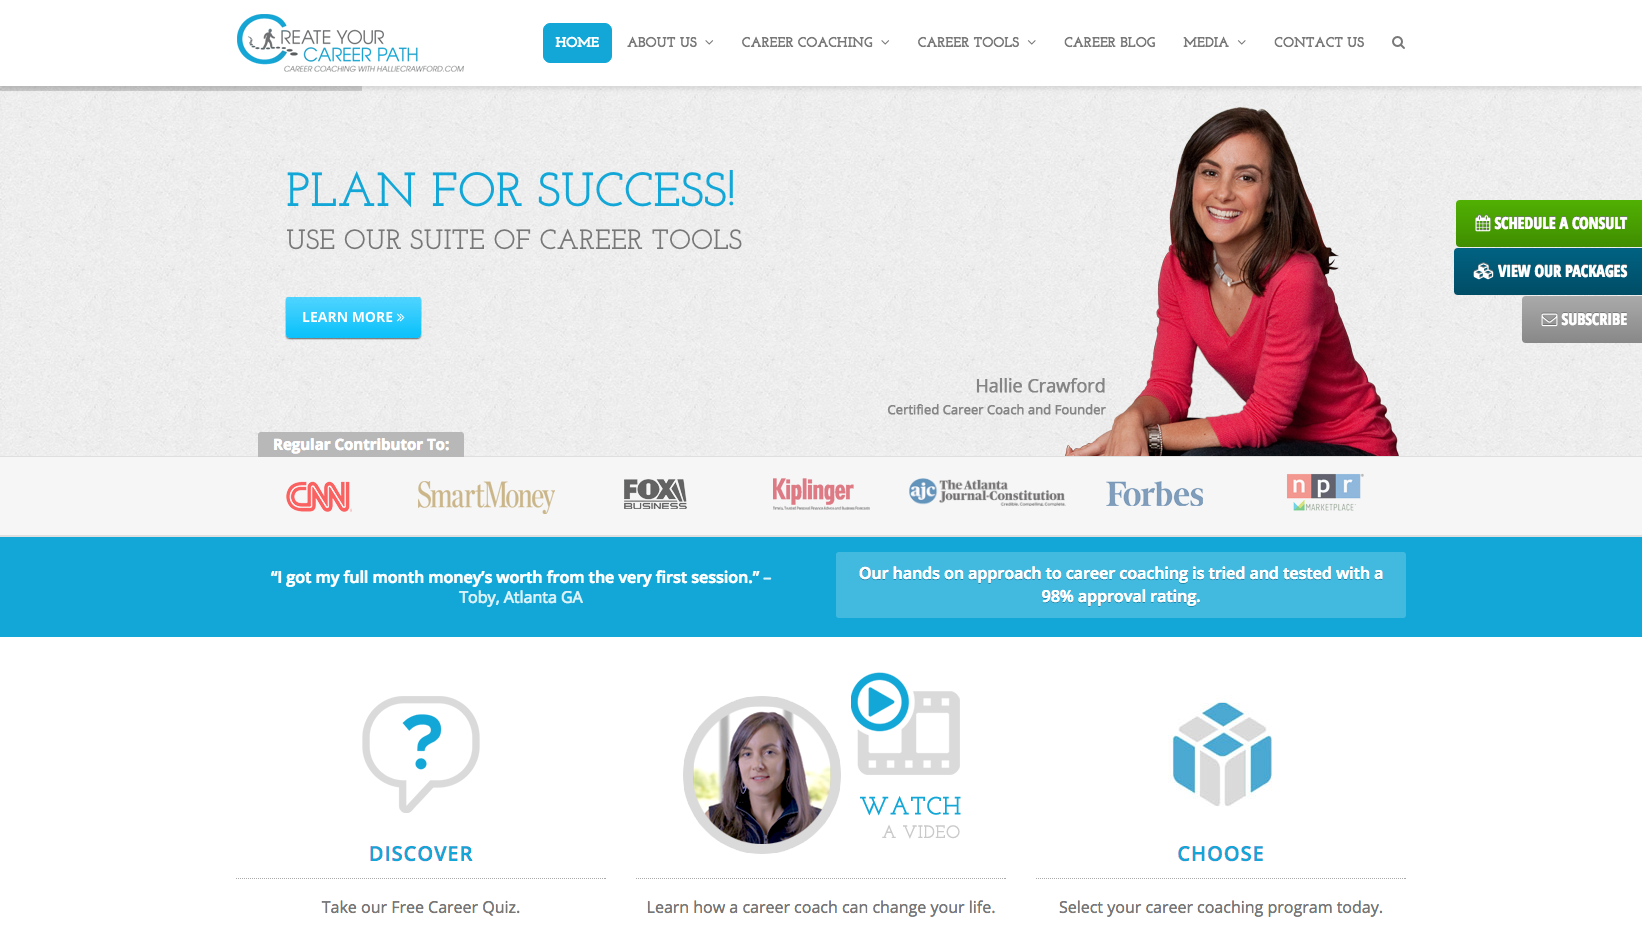 CREATE YOUR
CAREER PATH
CAREER COACHING WITH HALLIECRAWFORD.COM
HOME
ABOUT US
CAREER COACHING
CAREER TOOLS
CAREER BLOG
MEDIA
CONTACT US
PLAN FOR SUCCESS!
USE OUR SUITE OF CAREER TOOLS
LEARN MORE »
SCHEDULE A CONSULT
VIEW OUR PACKAGES
SUBSCRIBE
Hallie Crawford
Certified Career Coach and Founder
Regular Contributor To:
CNN
SmartMoney
FOX
BUSINESS
Kiplinger
ajc The Atlanta
Journal-Constitution
Credible. Compelling. Complete.
Forbes
npr
MARKETPLACE
“I got my full month money’s worth from the very first session.” –
Toby, Atlanta GA
Our hands on approach to career coaching is tried and tested with a
98% approval rating.
?
WATCH
A VIDEO
DISCOVER
CHOOSE
Take our Free Career Quiz.
Learn how a career coach can change your life.
Select your career coaching program today.